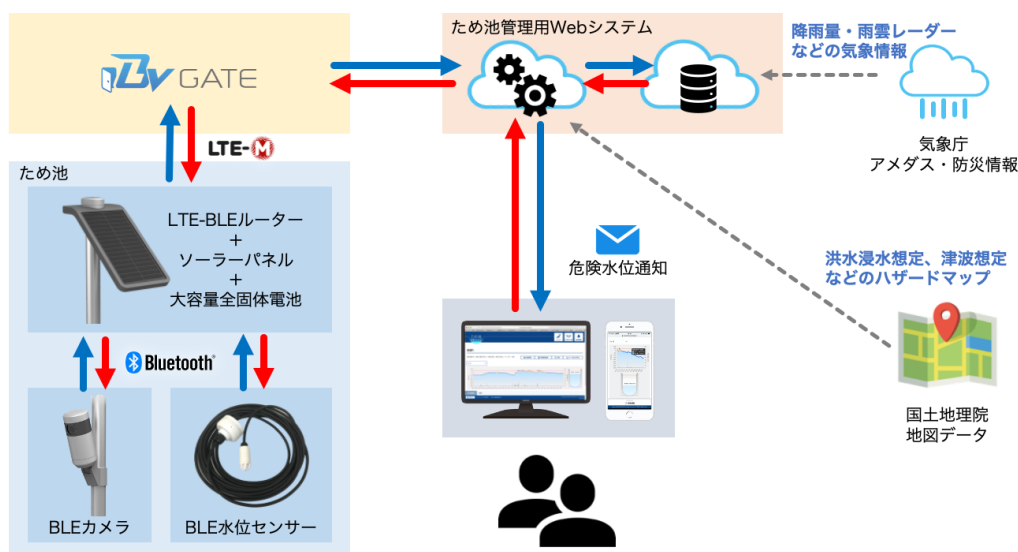 BV GATE
LTE-M
ため池
LTE-BLEルーター
+
ソーラーパネル
+
大容量全固体電池
Bluetooth
BLEカメラ
BLE水位センサー
ため池管理用Webシステム
危険水位通知
降雨量・雨雲レーダー
などの気象情報
気象庁
アメダス・防災情報
洪水浸水想定、津波想定
などのハザードマップ
国土地理院
地図データ